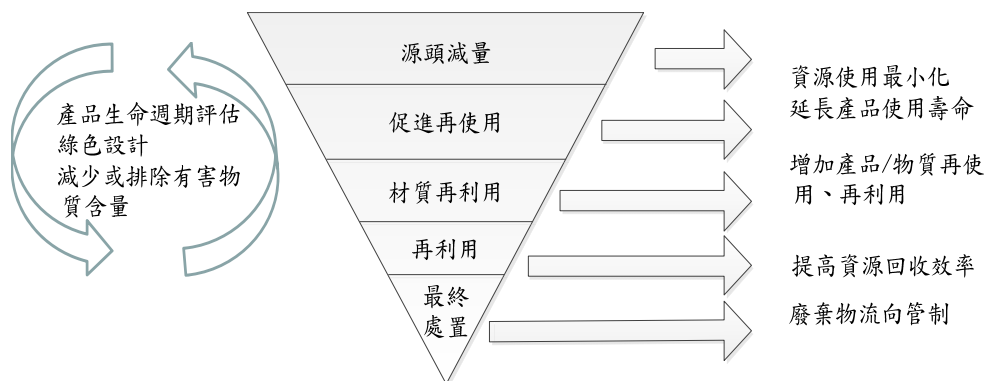 產品生命週期評估
綠色設計
減少或排除有害物
質含量
源頭減量
促進再使用
材質再利用
再利用
最終
處置
資源使用最小化
延長產品使用壽命
增加產品/物質再使
用、再利用
提高資源回收效率
廢棄物流向管制